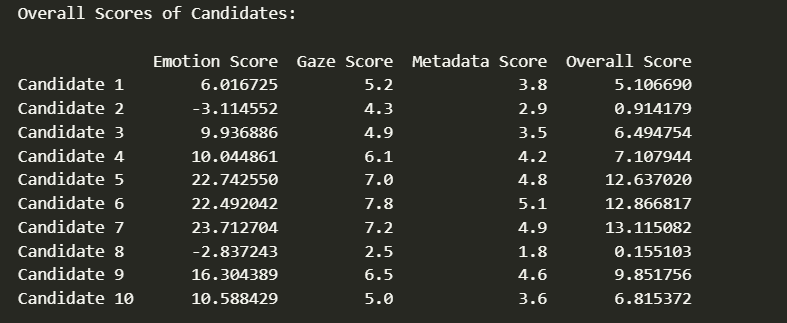 Overall Scores of Candidates:
Emotion Score Gaze Score Metadata Score Overall Score
Candidate 1 6.016725 5.2 3.8 5.106690
Candidate 2 -3.114552 4.3 2.9 0.914179
Candidate 3 9.936886 4.9 3.5 6.494754
Candidate 4 10.044861 6.1 4.2 7.107944
Candidate 5 22.742550 7.0 4.8 12.637020
Candidate 6 22.492042 7.8 5.1 12.866817
Candidate 7 23.712704 7.2 4.9 13.115082
Candidate 8 -2.837243 2.5 1.8 0.155103
Candidate 9 16.304389 6.5 4.6 9.851756
Candidate 10 10.588429 5.0 3.6 6.815372